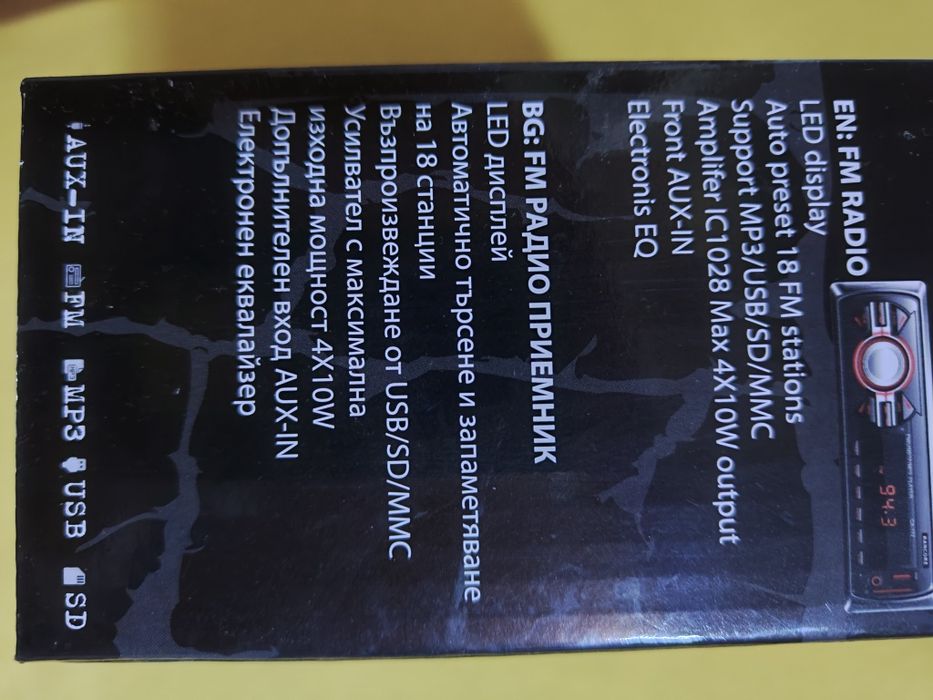 EN: FM RADIO
LED display
Auto preset 18 FM stations
Support MP3/USB/SD/MMC
Amplifer IC1028 Max 4X10W output
Front AUX-IN
Electronis EQ
BG: FM РАДИО ПРИЕМНИК
LED дисплей
Автоматично търсене и запаметяване
на 18 станции
Възпроизвеждане от USB/SD/MMC
Усилвател с максимална
изходна мощност 4X10W
Допълнителен вход AUX-IN
Електронен еквалайзер
AUX-IN FM MP3 USB SD
94.3